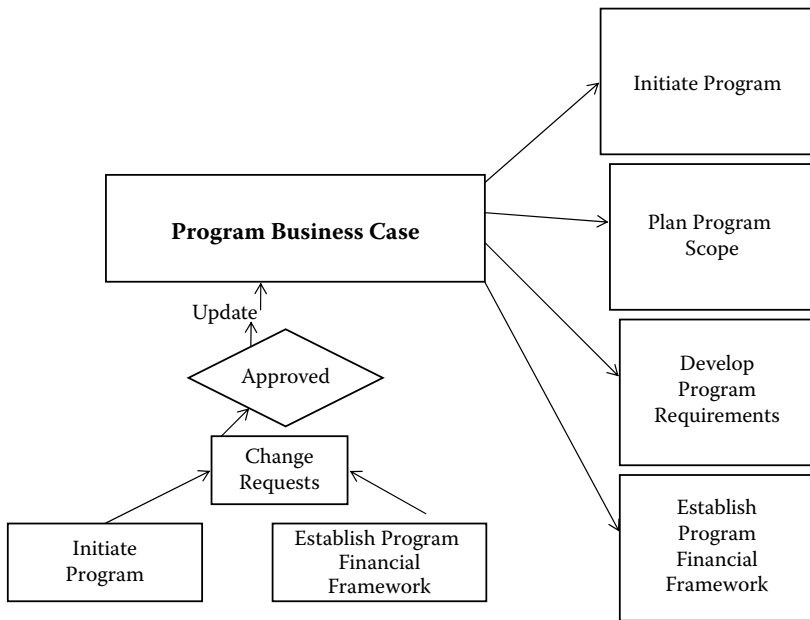 Initiate Program
Program Business Case
Plan Program
Scope
Update
Approved
Develop
Program
Requirements
Change
Requests
Initiate
Program
Establish Program
Financial
Framework
Establish
Program
Financial
Framework